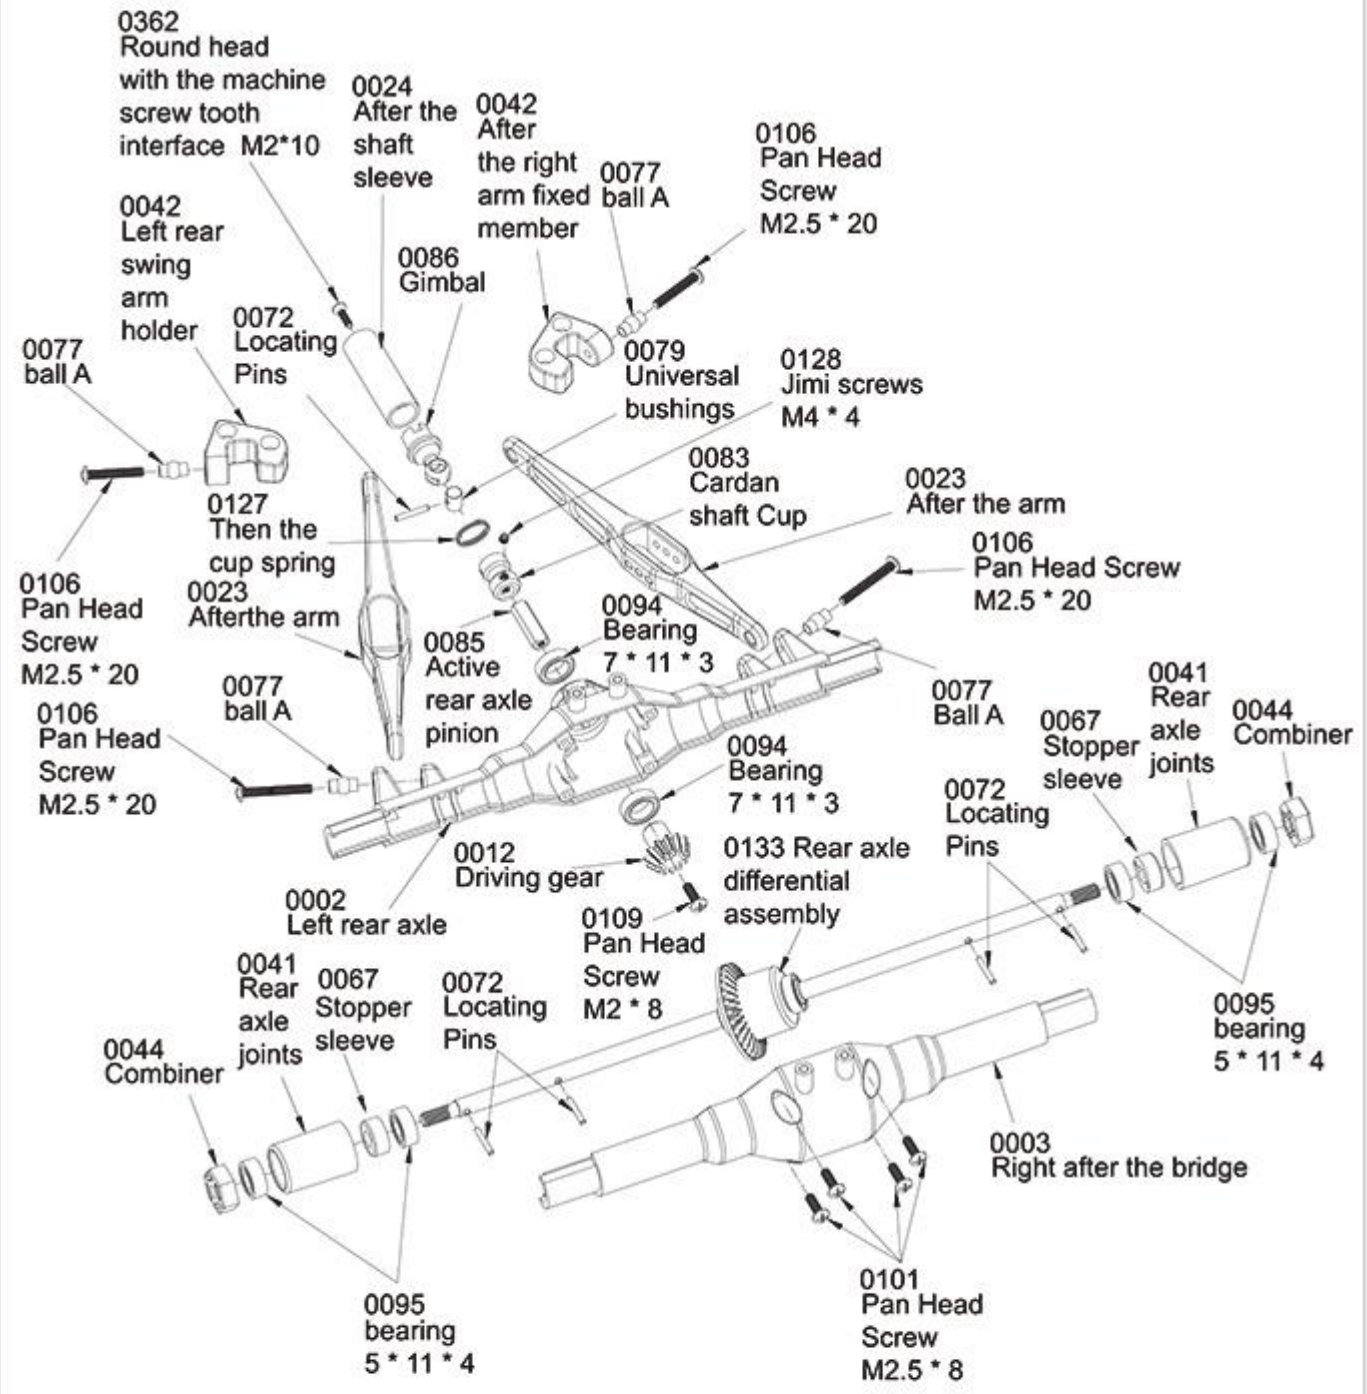 0362
Round head
with the machine
screw tooth
interface M2*10
0024
After the
shaft
sleeve
0042
After
the right
arm fixed
member
0077
ball A
0106
Pan Head
Screw
M2.5 * 20
0042
Left rear
swing
arm
holder
0086
Gimbal
0072
Locating
Pins
0077
ball A
0079
Universal
bushings
0128
Jimi screws
M4 * 4
0083
Cardan
shaft Cup
0023
After the arm
0127
Then the
cup spring
0106
Pan Head Screw
M2.5 * 20
0106
Pan Head
Screw
M2.5 * 20
0023
Afterthe arm
0094
Bearing
7 * 11 * 3
0085
Active
rear axle
pinion
0077
ball A
0106
Pan Head
Screw
M2.5 * 20
0077
Ball A
0041
Rear
axle
joints
0067
Stopper
sleeve
0044
Combiner
0094
Bearing
7 * 11 * 3
0072
Locating
Pins
0012
Driving gear
0133 Rear axle
differential
assembly
0002
Left rear axle
0109
Pan Head
Screw
M2 * 8
0041
Rear
axle
joints
0067
Stopper
sleeve
0072
Locating
Pins
0095
bearing
5 * 11 * 4
0044
Combiner
0003
Right after the bridge
0101
Pan Head
Screw
M2.5 * 8
0095
bearing
5 * 11 * 4